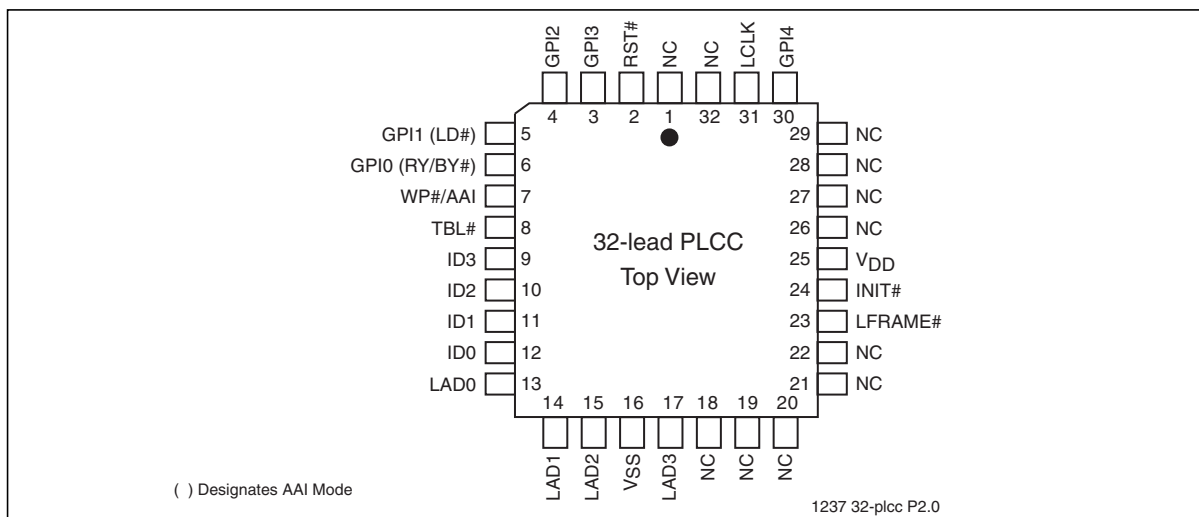 GPI2
GPI3
RST#
NC
NC
LCLK
GPI4
4
3
2
1
32
31
30
GPI1 (LD#)
5
29
NC
GPI0 (RY/BY#)
6
28
NC
WP#/AAI
7
27
NC
TBL#
8
26
NC
ID3
9
25
VDD
ID2
10
24
INIT#
ID1
11
23
LFRAME#
ID0
12
22
NC
LAD0
13
21
NC
32-lead PLCC
Top View
14
15
16
17
18
19
20
LAD1
LAD2
VSS
LAD3
NC
NC
NC
( ) Designates AAI Mode
1237 32-plcc P2.0